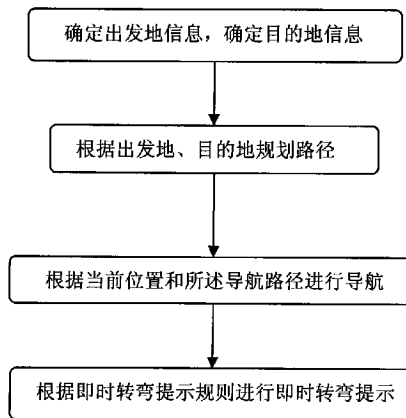 确定出发地信息，确定目的地信息
根据出发地、目的地规划路径
根据当前位置和所述导航路径进行导航
根据即时转弯提示规则进行即时转弯提示